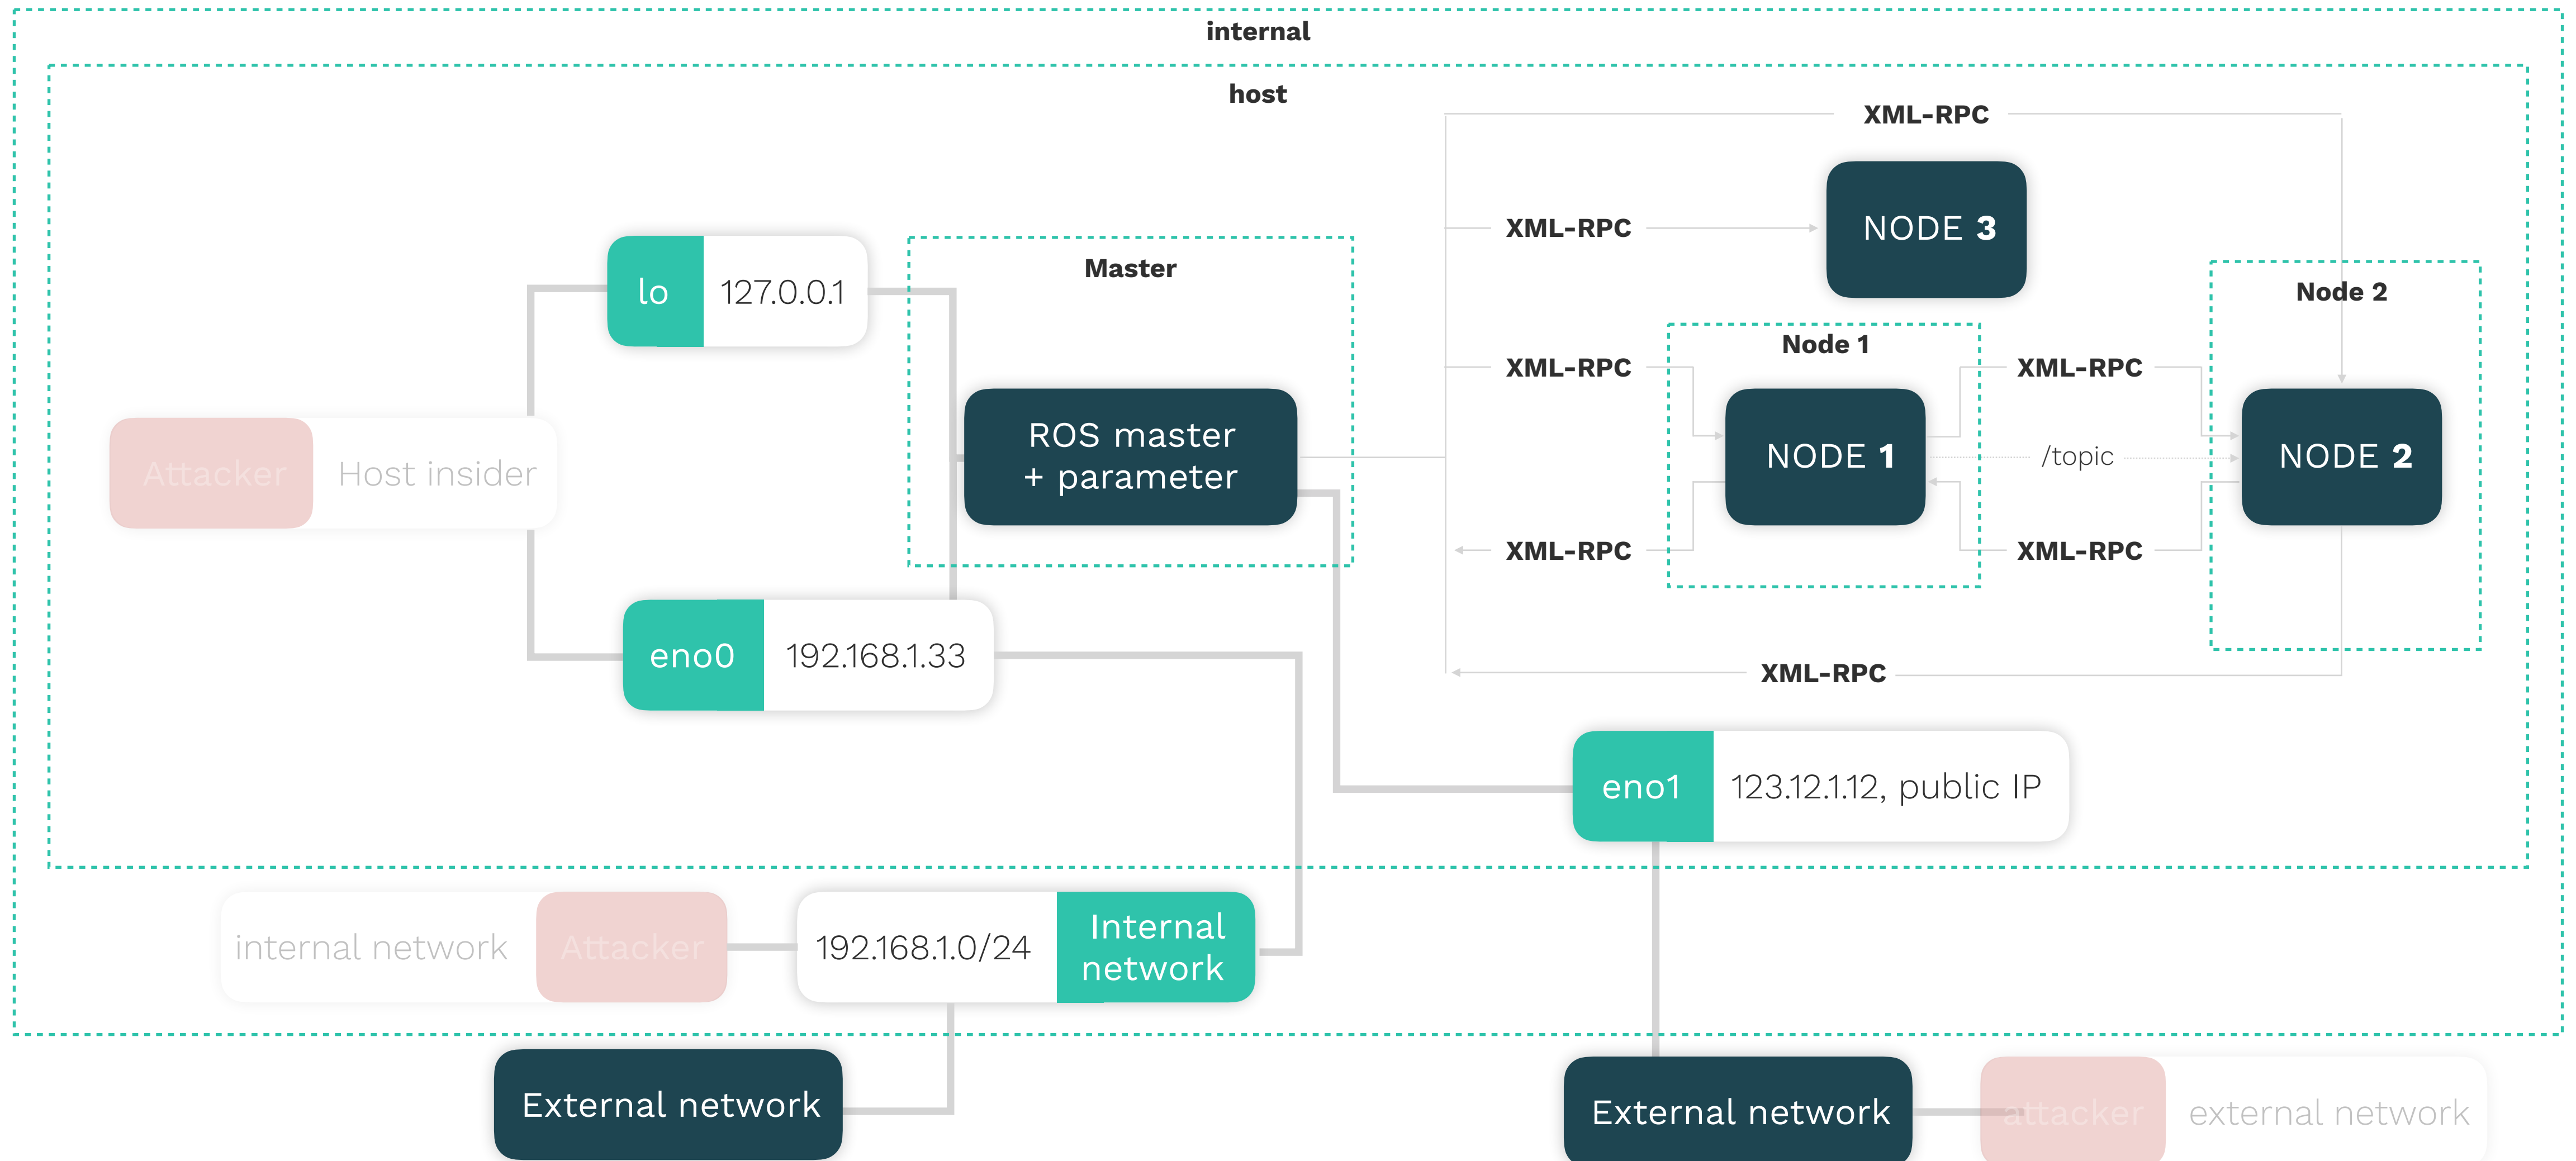 internal
host
XML-RPC
XML-RPC
NODE 3
lo 127.0.0.1
Master
Node 2
Node 1
XML-RPC
XML-RPC
ROS master
+ parameter
NODE 1
/topic
NODE 2
Attacker Host insider
XML-RPC
XML-RPC
eno0 192.168.1.33
XML-RPC
eno1 123.12.1.12, public IP
internal network Attacker
192.168.1.0/24
Internal
network
External network
External network
attacker external network